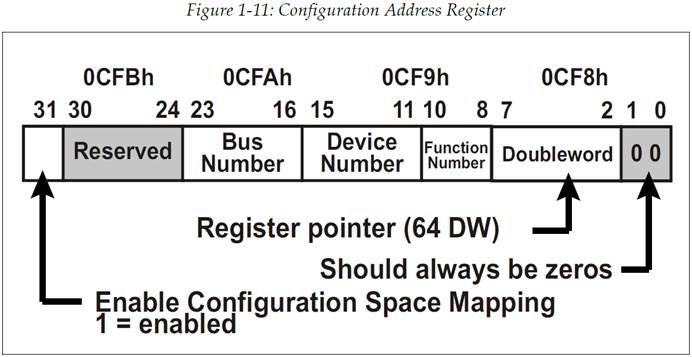 Figure 1-11: Configuration Address Register
0CFBh 0CFAh 0CF9h 0CF8h
31 30 24 23 16 15 11 10 8 7 2 1 0
Reserved Bus Number Device Number Function Number Doubleword 0 0
Register pointer (64 DW)
Should always be zeros
Enable Configuration Space Mapping
1 = enabled